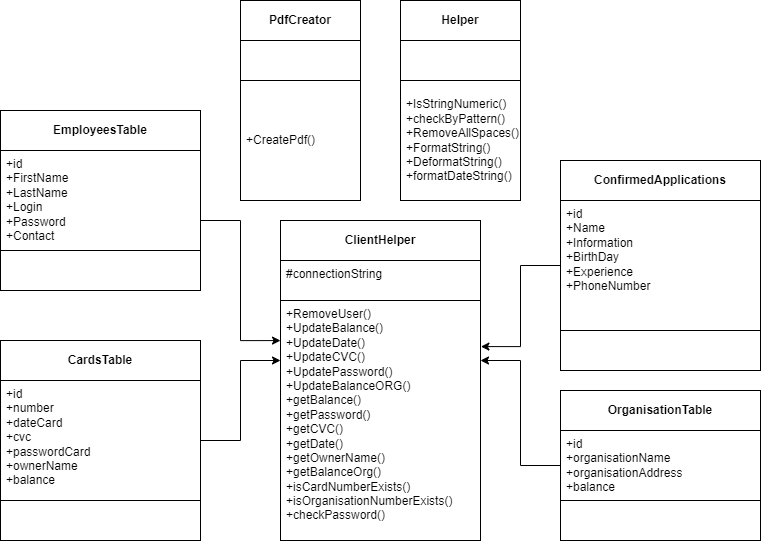 PdfCreator
+CreatePdf()
Helper
+IsStringNumeric()
+checkByPattern()
+RemoveAllSpaces()
+FormatString()
+DeformatString()
+formatDateString()
EmployeesTable
+id
+FirstName
+LastName
+Login
+Password
+Contact
ConfirmedApplications
+id
+Name
+Information
+BirthDay
+Experience
+PhoneNumber
ClientHelper
#connectionString
+RemoveUser()
+UpdateBalance()
+UpdateDate()
+UpdateCVC()
+UpdatePassword()
+UpdateBalanceORG()
+getBalance()
+getPassword()
+getCVC()
+getDate()
+getOwnerName()
+getBalanceOrg()
+isCardNumberExists()
+isOrganisationNumberExists()
+checkPassword()
CardsTable
+id
+number
+dateCard
+cvc
+passwordCard
+ownerName
+balance
OrganisationTable
+id
+organisationName
+organisationAddress
+balance